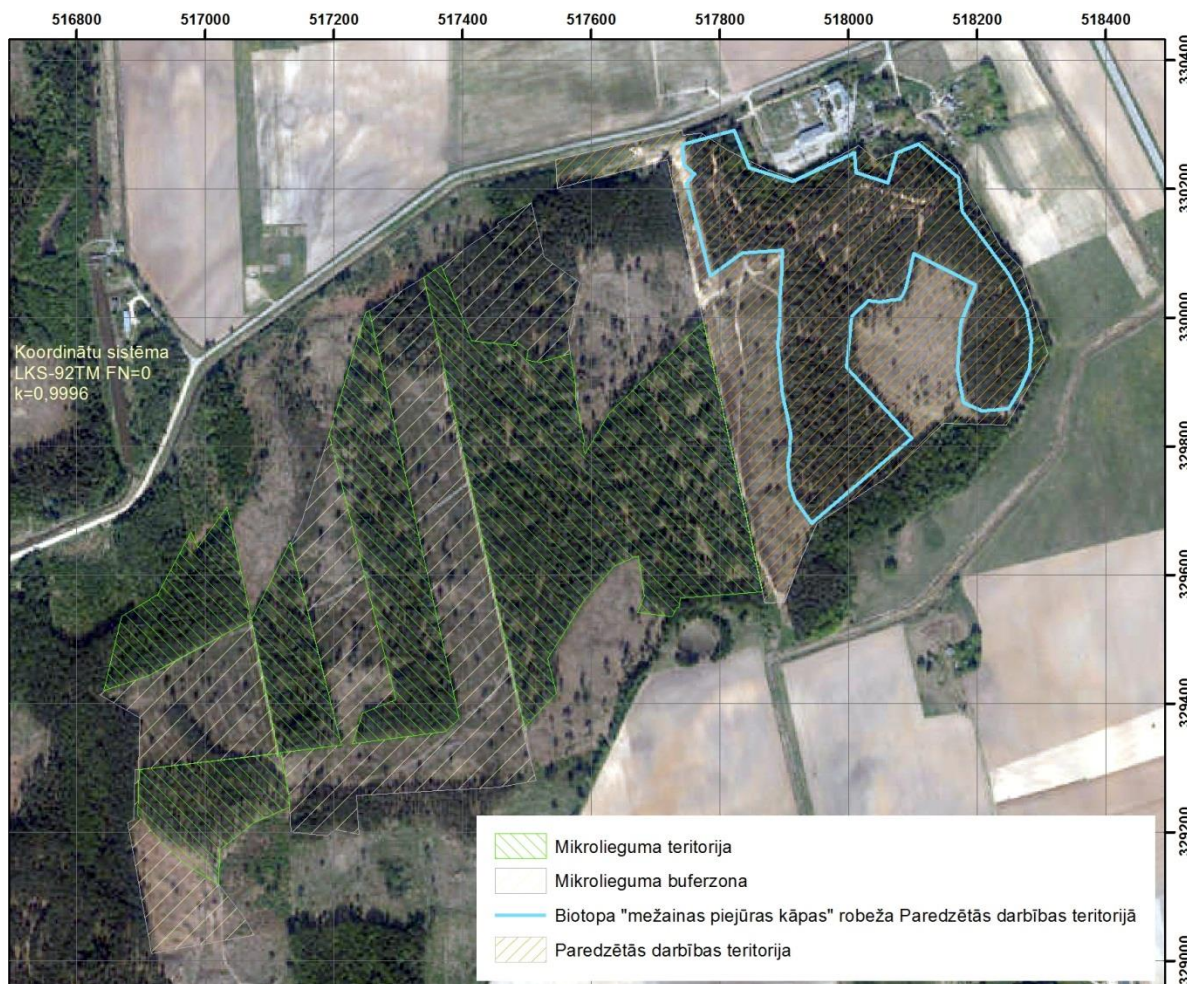 516800 517000 517200 517400 517600 517800 518000 518200 518400
330400
330200
330000
329800
329600
329400
329200
329000
Koordinātu sistēma
LKS-92TM FN=0
k=0,9996
Mikrolieguma teritorija
Mikrolieguma buferzona
Biotopa "mežainas piejūras kāpas" robeža Paredzētās darbības teritorijā
Paredzētās darbības teritorija